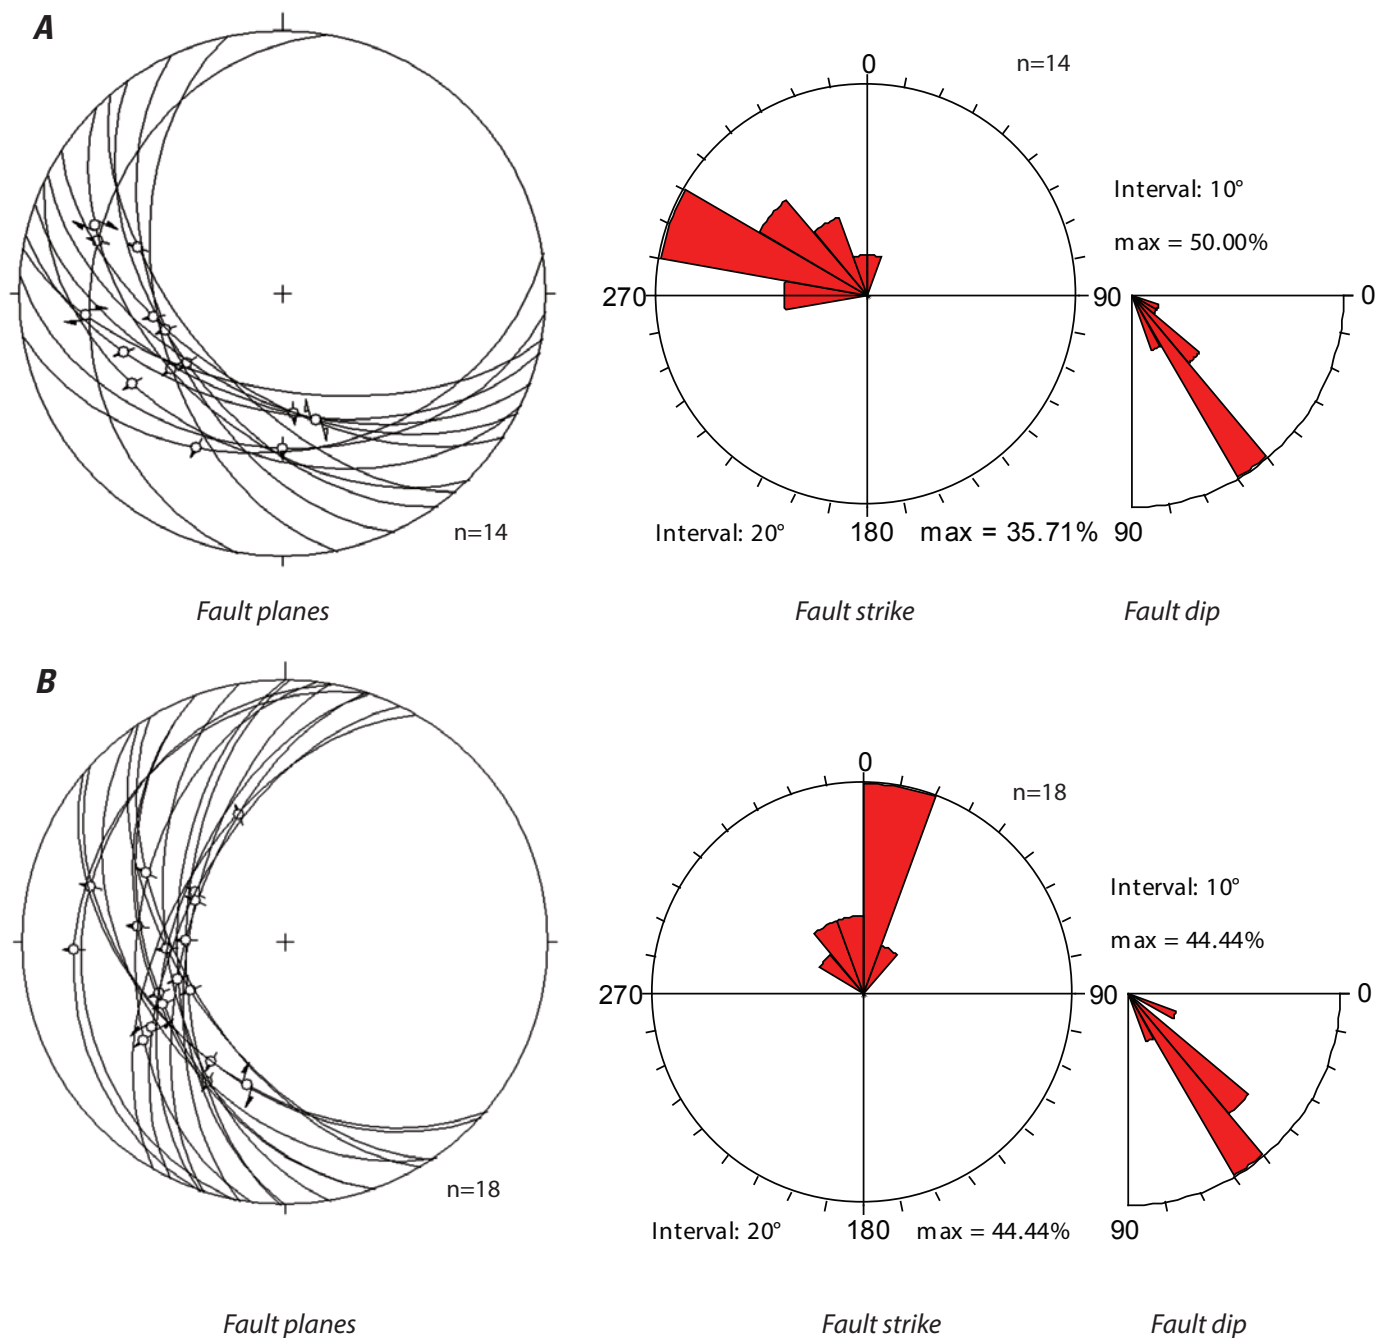 A
0
n=14
Interval: 10°
max = 50.00%
270
90
0
n=14
Interval: 20°
180
max = 35.71%
90
Fault planes
Fault strike
Fault dip
B
0
n=18
Interval: 10°
max = 44.44%
270
90
0
n=18
Interval: 20°
180
max = 44.44%
90
Fault planes
Fault strike
Fault dip